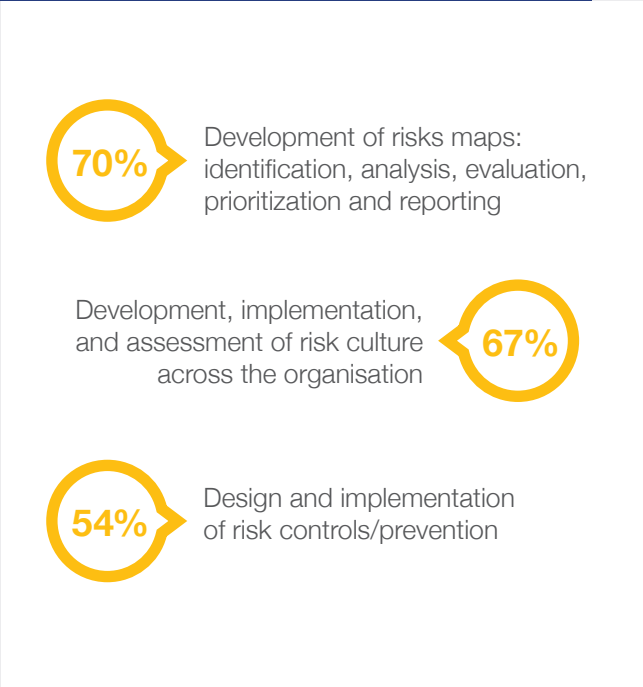 70%
Development of risks maps:
identification, analysis, evaluation,
prioritization and reporting
Development, implementation,
and assessment of risk culture
across the organisation
67%
54%
Design and implementation
of risk controls/prevention